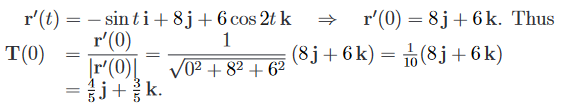 r′(t) = − sin t i + 8 j + 6 cos 2t k ⇒ r′(0) = 8 j + 6 k. Thus
T(0) = r′(0)/|r′(0)| = 1/√(0² + 8² + 6²) (8 j + 6 k) = 1/10 (8 j + 6 k)
= 4/5 j + 3/5 k.